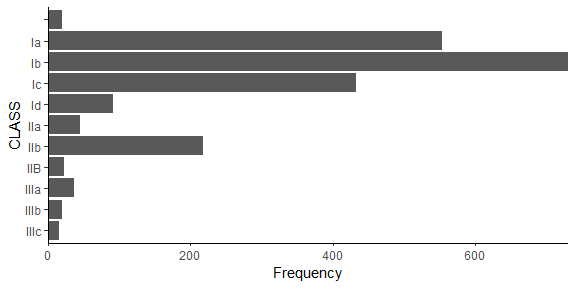 CLASS
Ia
Ib
Ic
Id
IIa
IIb
IIB
IIIa
IIIb
IIIc
0 200 400 600
Frequency